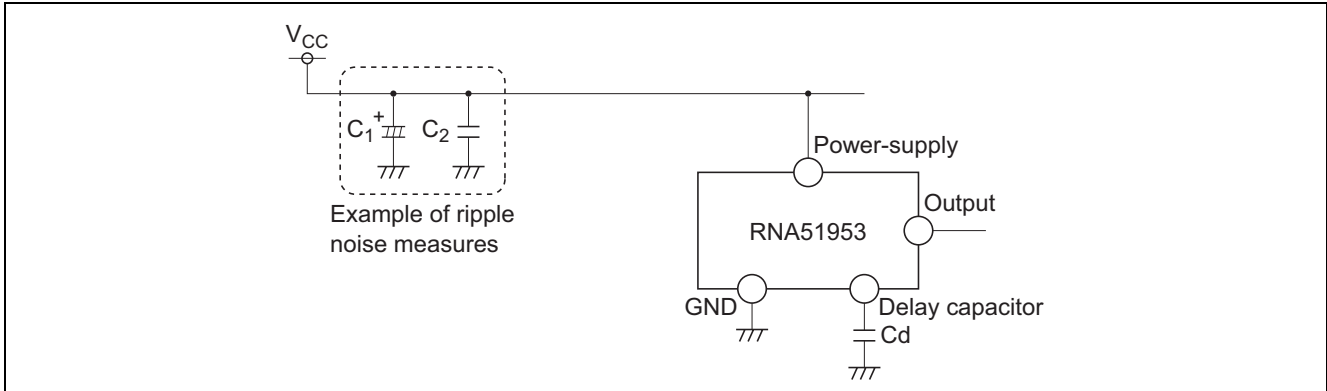 VCC
C1
+
C2
Example of ripple
noise measures
Power-supply
Output
RNA51953
GND
Delay capacitor
Cd